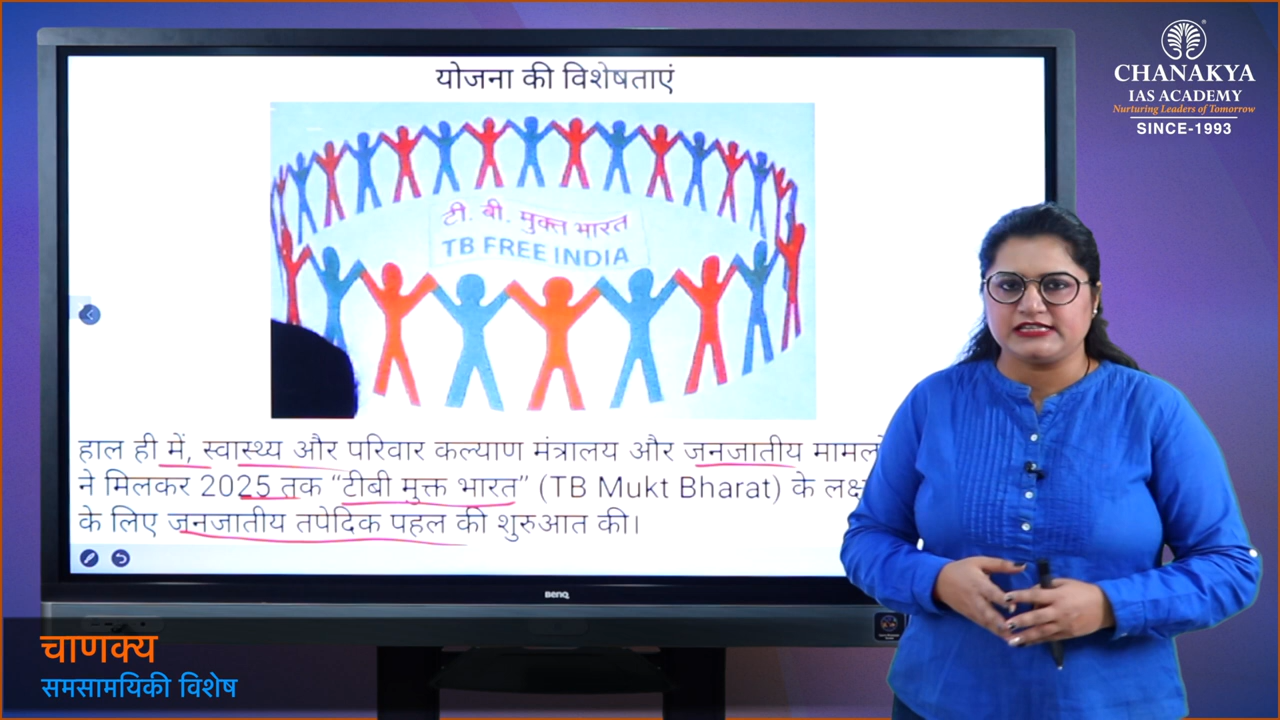 योजना की विशेषताएं
टी. बी. मुक्त भारत
TB FREE INDIA
हाल ही में, स्वास्थ्य और परिवार कल्याण मंत्रालय और जनजातीय
ने मिलकर 2025 तक “टीबी मुक्त भारत” (TB Mukt Bharat) के
के लिए जनजातीय तपेदिक पहल की शुरुआत की।
BenQ
CHANAKYA
IAS ACADEMY
Nurturing Leaders of Tomorrow
SINCE-1993
चाणक्य
समसामयिकी विशेष